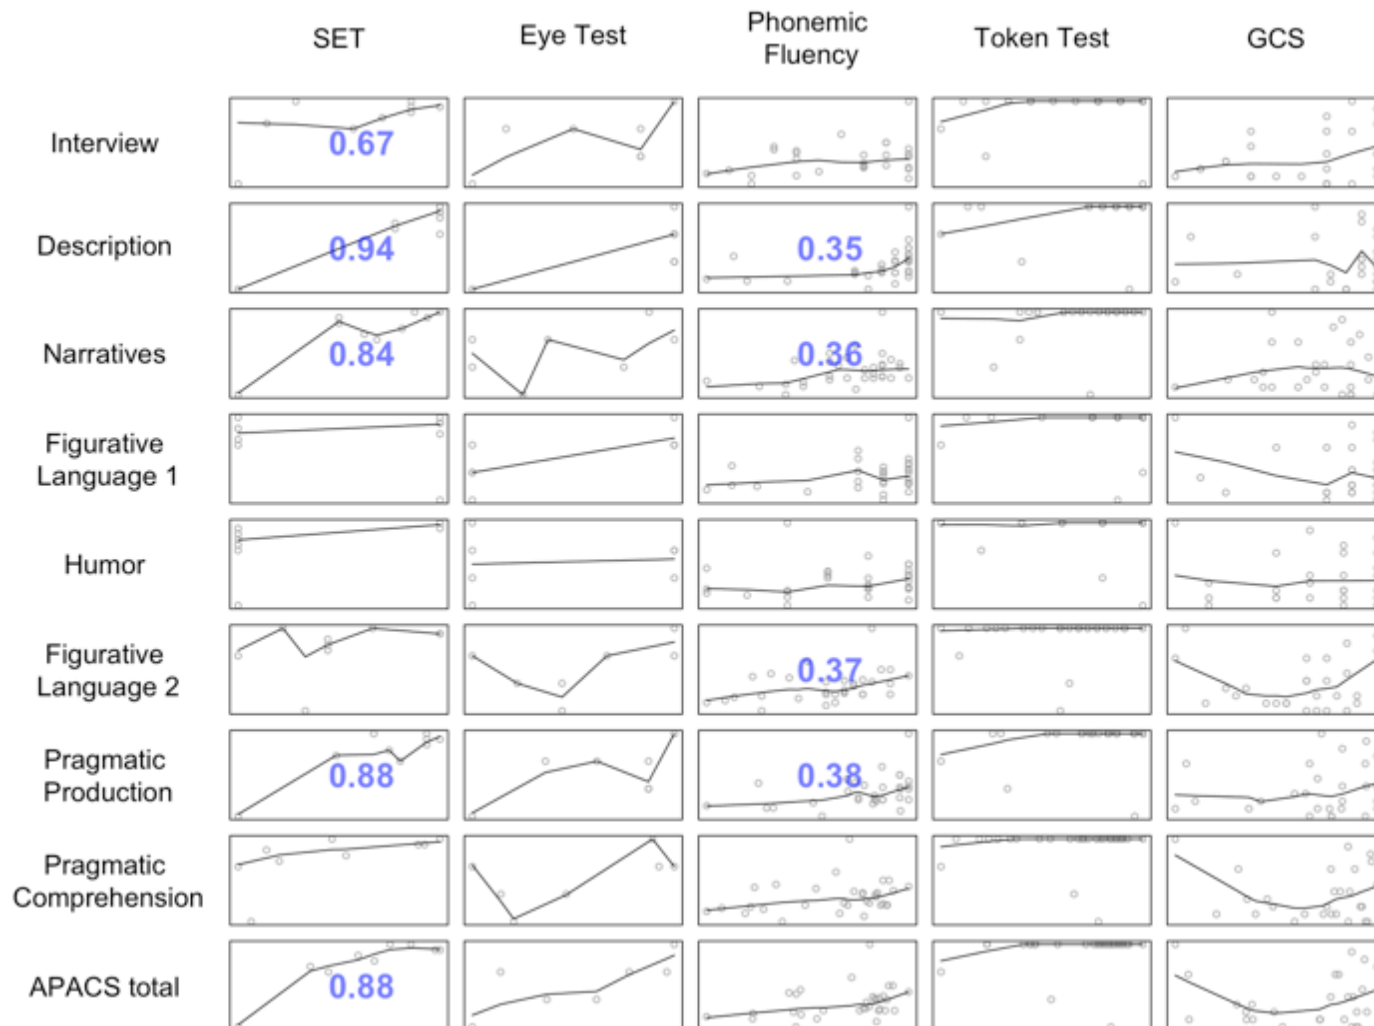 SET Eye Test Phonemic Fluency Token Test GCS
Interview 0.67
Description 0.94 0.35
Narratives 0.84 0.36
Figurative
Language 1
Humor
Figurative
Language 2 0.37
Pragmatic
Production 0.88 0.38
Pragmatic
Comprehension
APACS total 0.88